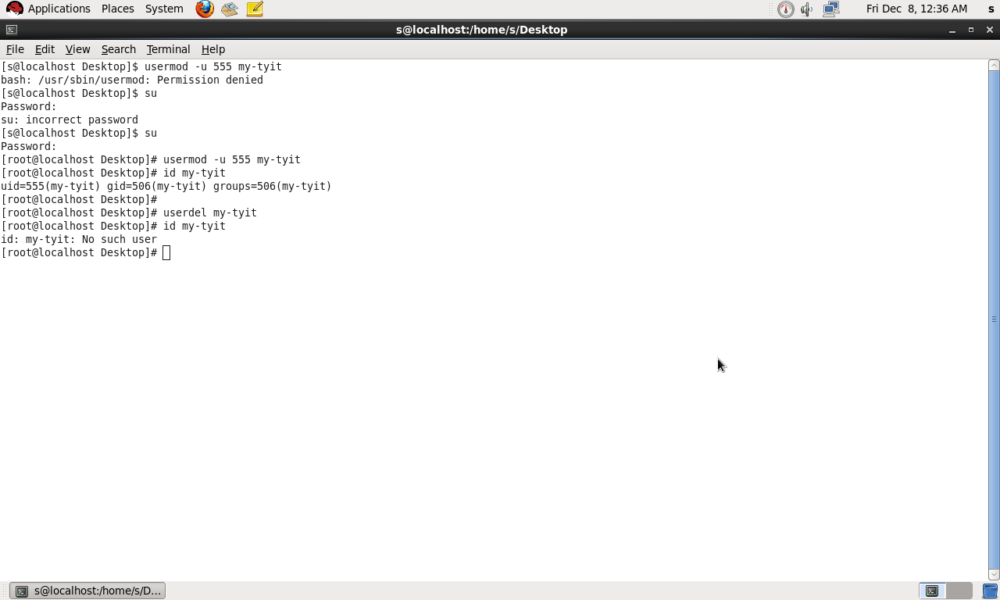 Applications Places System Fri Dec 8, 12:36 AM s
s@localhost:/home/s/Desktop
File Edit View Search Terminal Help
[s@localhost Desktop]$ usermod -u 555 my-tyit
bash: /usr/sbin/usermod: Permission denied
[s@localhost Desktop]$ su
Password:
su: incorrect password
[s@localhost Desktop]$ su
Password:
[root@localhost Desktop]# usermod -u 555 my-tyit
[root@localhost Desktop]# id my-tyit
uid=555(my-tyit) gid=506(my-tyit) groups=506(my-tyit)
[root@localhost Desktop]#
[root@localhost Desktop]# userdel my-tyit
[root@localhost Desktop]# id my-tyit
id: my-tyit: No such user
[root@localhost Desktop]#
s@localhost:/home/s/D...